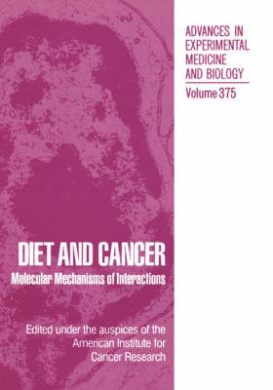 ADVANCES IN
EXPERIMENTAL
MEDICINE
AND BIOLOGY
Volume 375
DIET AND CANCER
Molecular Mechanisms of Interactions
Edited under the auspices of the
American Institute for
Cancer Research